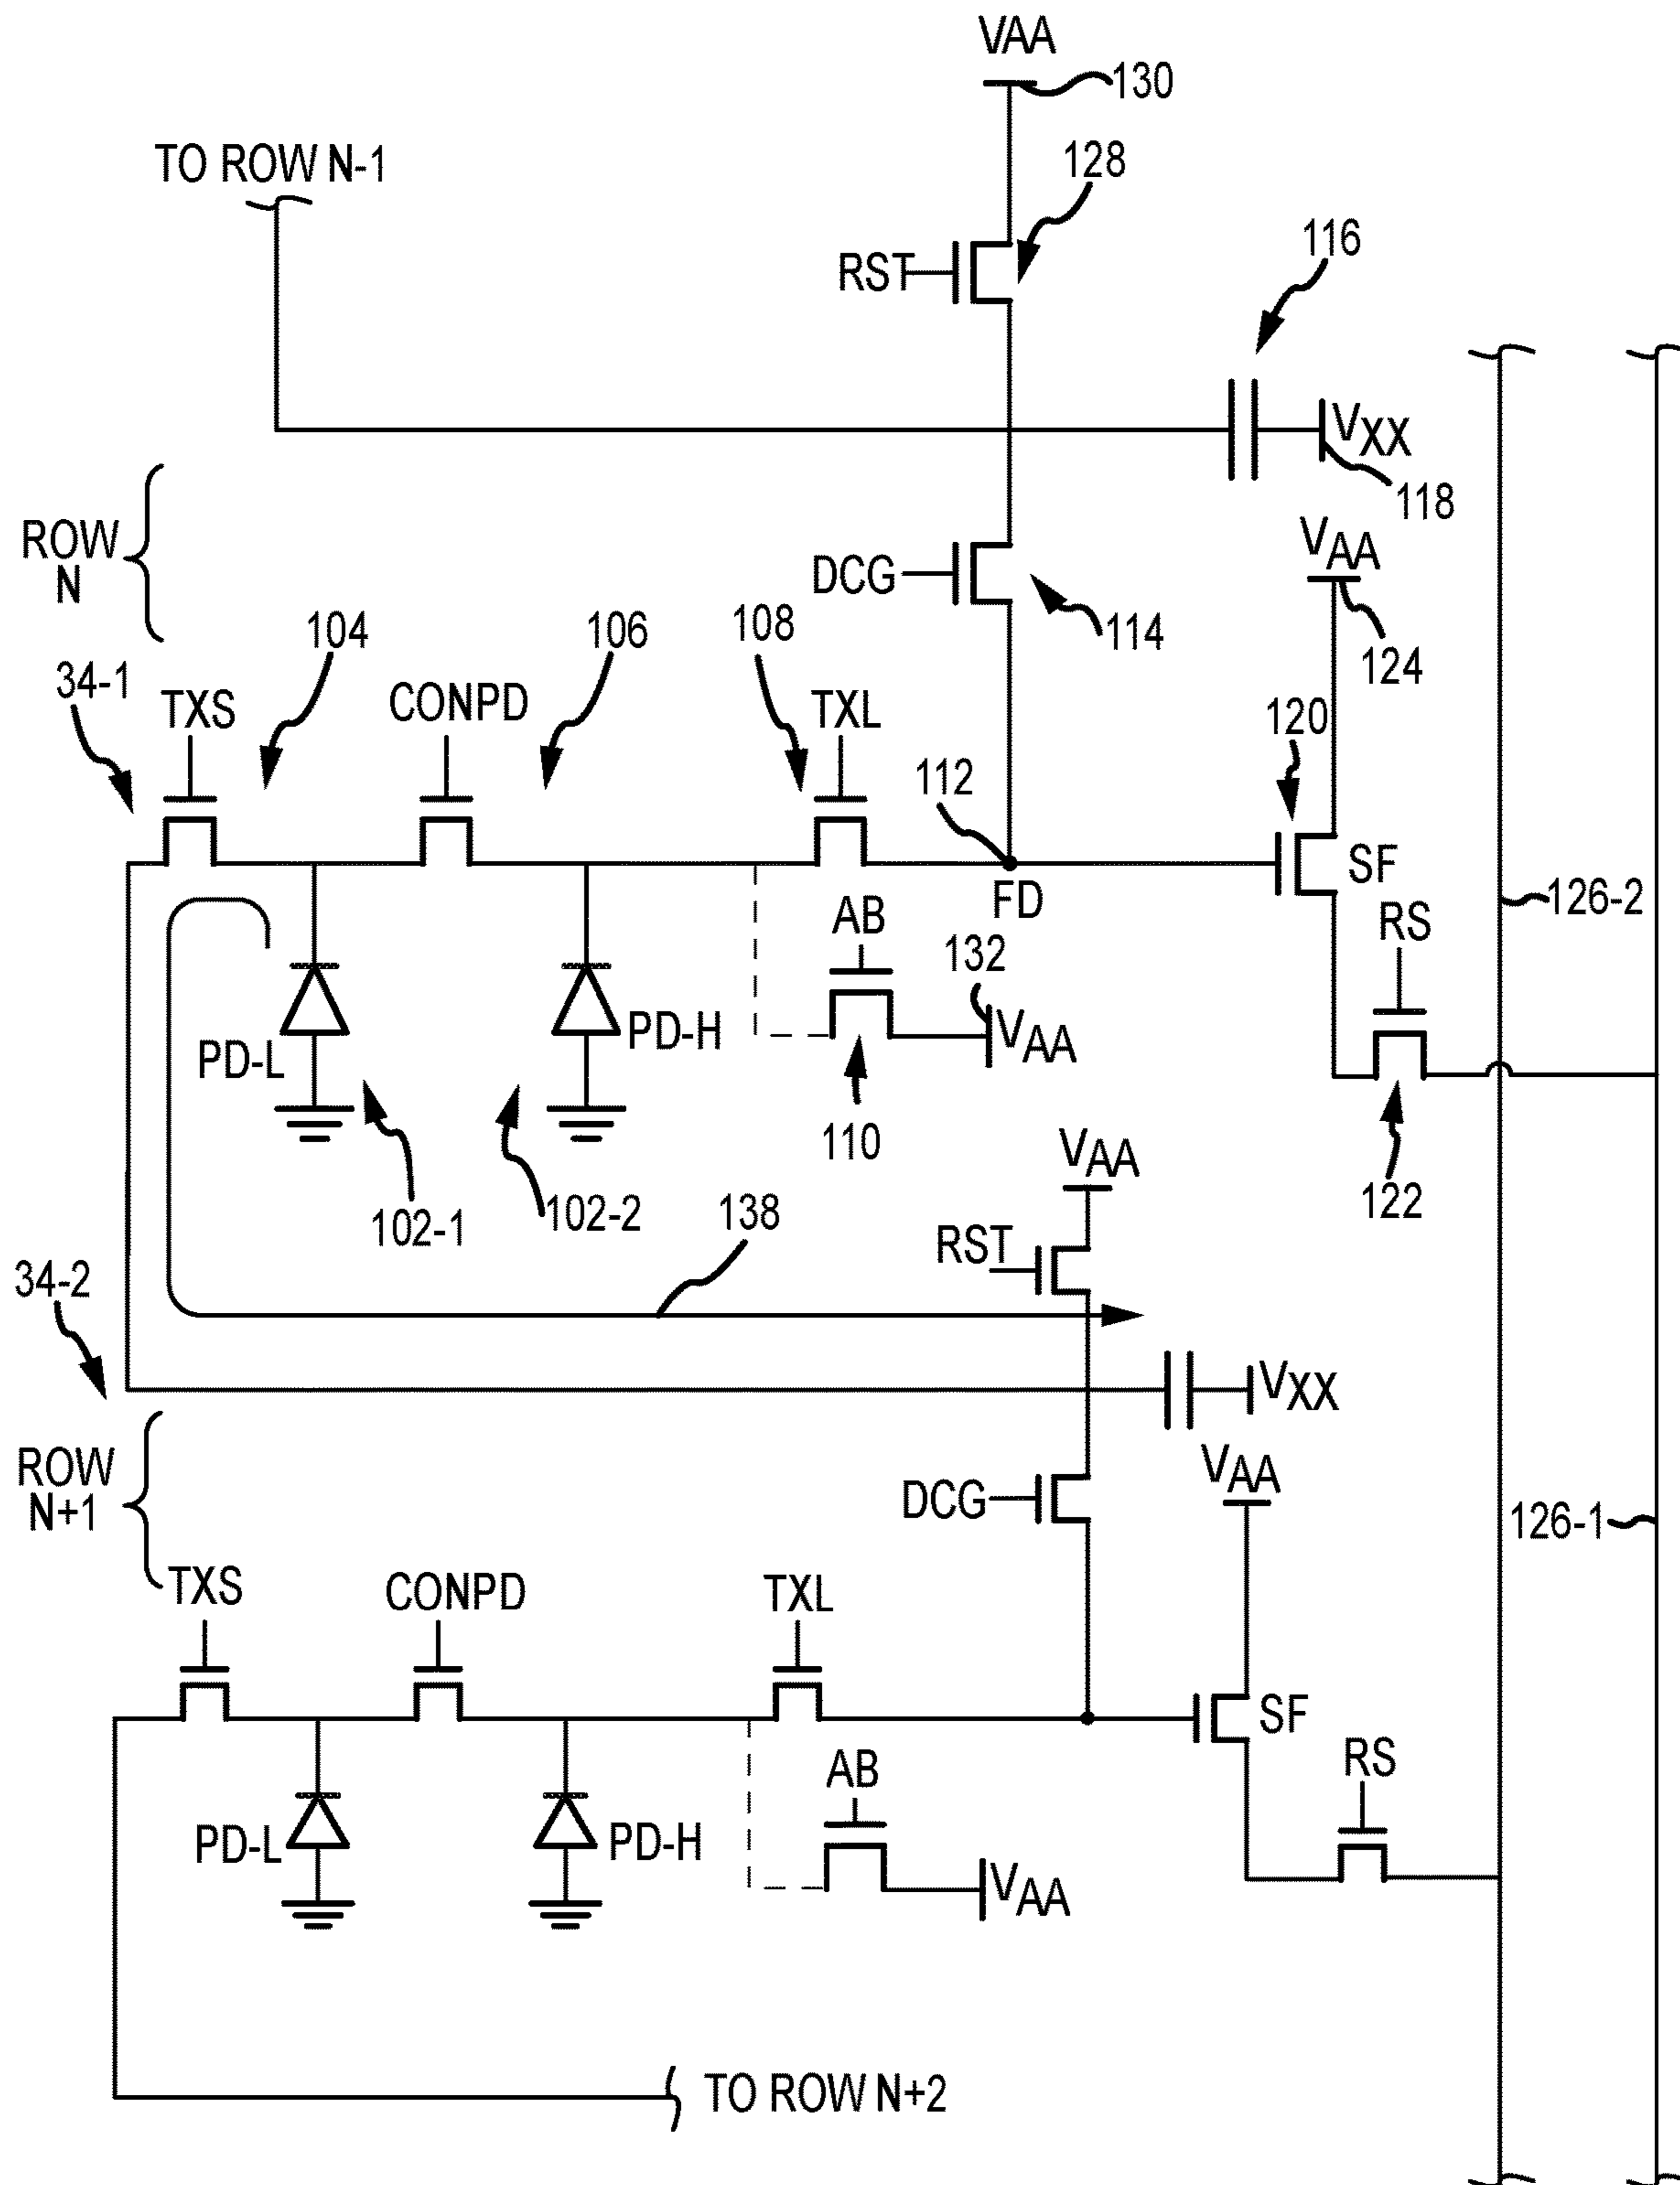 VAA
130
TO ROW N-1
128
RST
116
VXX
118
ROW
N
DCG
114
VAA
124
34-1
104
106
108
TXS
CONPD
TXL
120
112
SF
FD
126-2
RS
AB
132
VAA
PD-L
PD-H
110
102-1
102-2
122
138
VAA
RST
34-2
VXX
ROW
N+1
VAA
DCG
126-1
TXS
CONPD
TXL
SF
RS
AB
PD-L
PD-H
VAA
TO ROW N+2